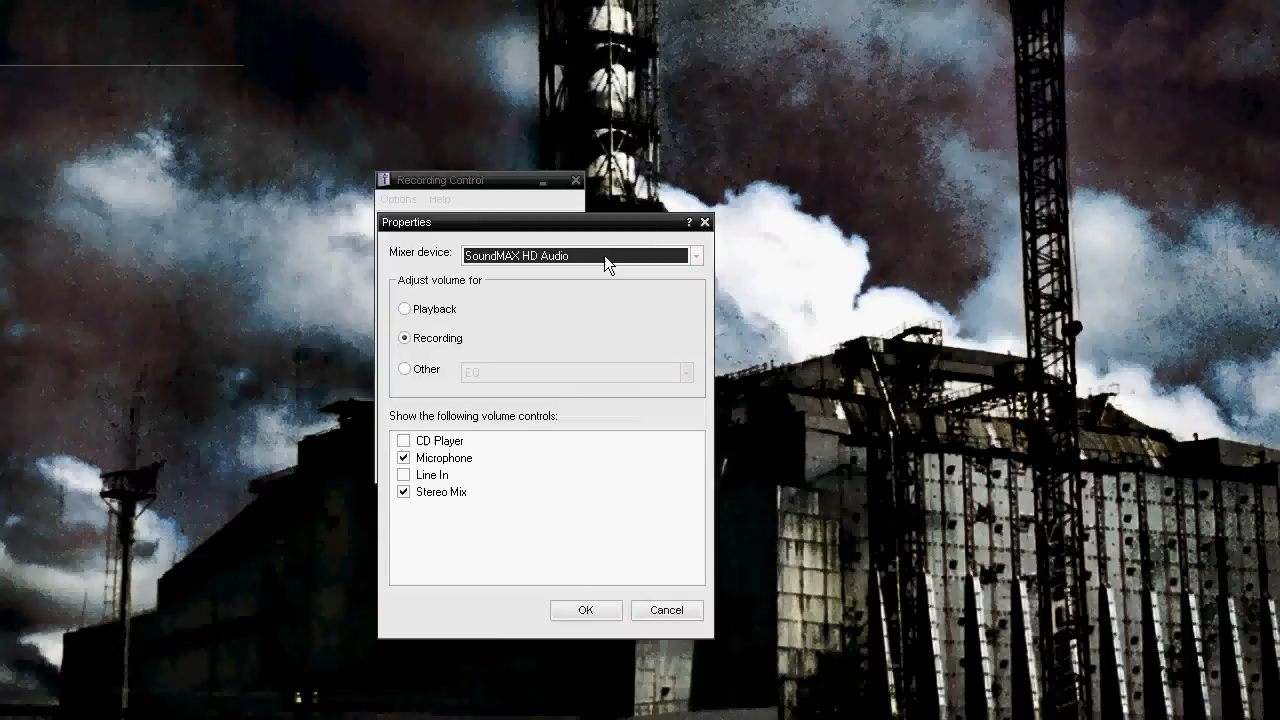 Recording Control
Options Help
Properties ?
Mixer device: SoundMAX HD Audio
Adjust volume for
Playback
Recording
Other EQ
Show the following volume controls:
CD Player
Microphone
Line In
Stereo Mix
OK Cancel